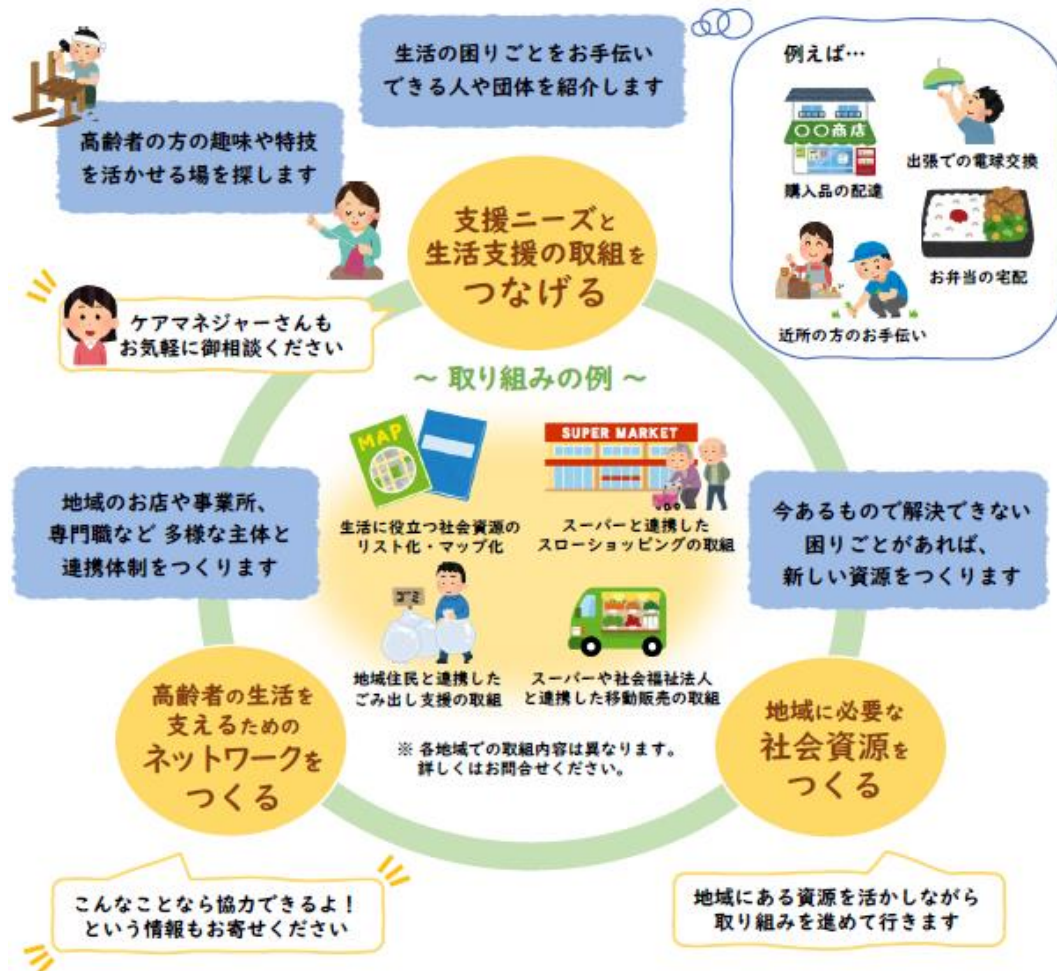 生活の困りごとをお手伝い
できる人や団体を紹介します
例えば…
〇〇商店
購入品の配達
出張での電球交換
お弁当の宅配
近所の方のお手伝い
高齢者の方の趣味や特技
を活かせる場を探します
支援ニーズと
生活支援の取組を
つなげる
ケアマネジャーさんも
お気軽に御相談ください
～ 取り組みの例 ～
MAP
生活に役立つ社会資源の
リスト化・マップ化
SUPER MARKET
スーパーと連携した
スローショッピングの取組
ゴミ
地域住民と連携した
ごみ出し支援の取組
スーパーや社会福祉法人
と連携した移動販売の取組
※ 各地域での取組内容は異なります。
詳しくはお問合せください。
地域のお店や事業所、
専門職など 多様な主体と
連携体制をつくります
今あるもので解決できない
困りごとがあれば、
新しい資源をつくります
高齢者の生活を
支えるための
ネットワークを
つくる
地域に必要な
社会資源を
つくる
こんなことなら協力できるよ！
という情報もお寄せください
地域にある資源を活かしながら
取り組みを進めて行きます